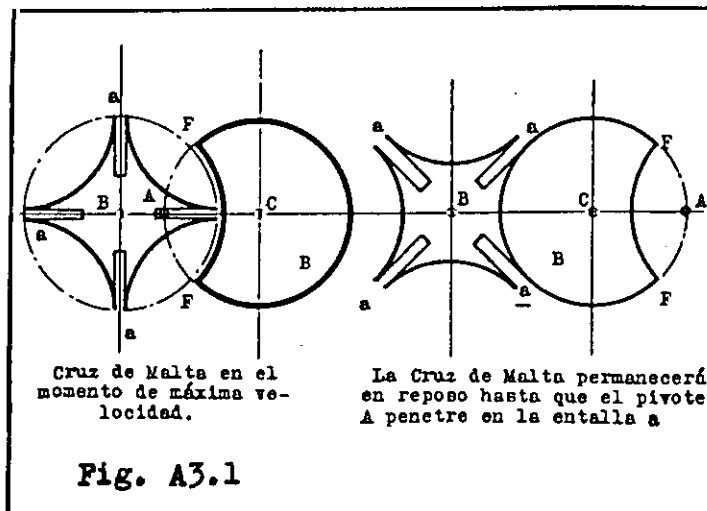 a
F
B
A
C
a
B
F
a
Cruz de Malta en el
momento de máxima ve-
locidad.
a
a
F
B
C
A
B
F
a
a
La Cruz de Malta permanecerá
en reposo hasta que el pivote
A penetre en la entalla a
Fig. A3.1